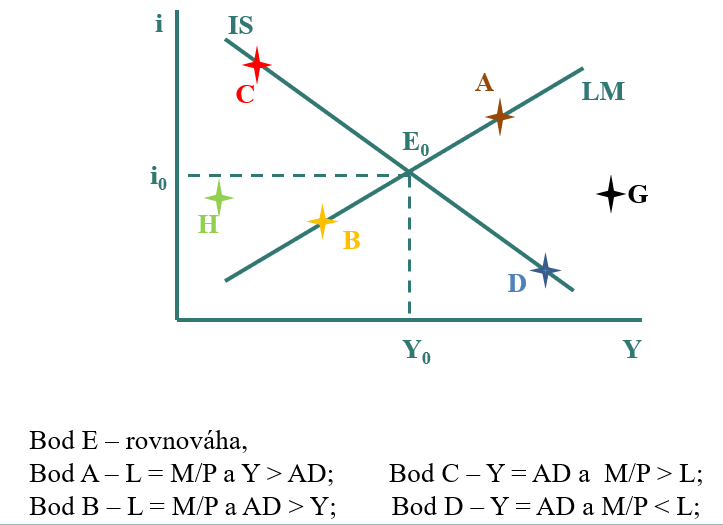 i
IS
C
A
LM
E₀
i₀
G
H
B
D
Y₀
Y
Bod E – rovnováha,
Bod A – L = M/P a Y > AD; Bod C – Y = AD a M/P > L;
Bod B – L = M/P a AD > Y; Bod D – Y = AD a M/P < L;